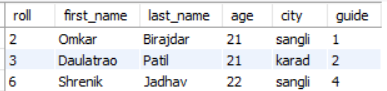 roll first_name last_name age city guide
2 Omkar Birajdar 21 sangli 1
3 Daulatrao Patil 21 karad 2
6 Shrenik Jadhav 22 sangli 4